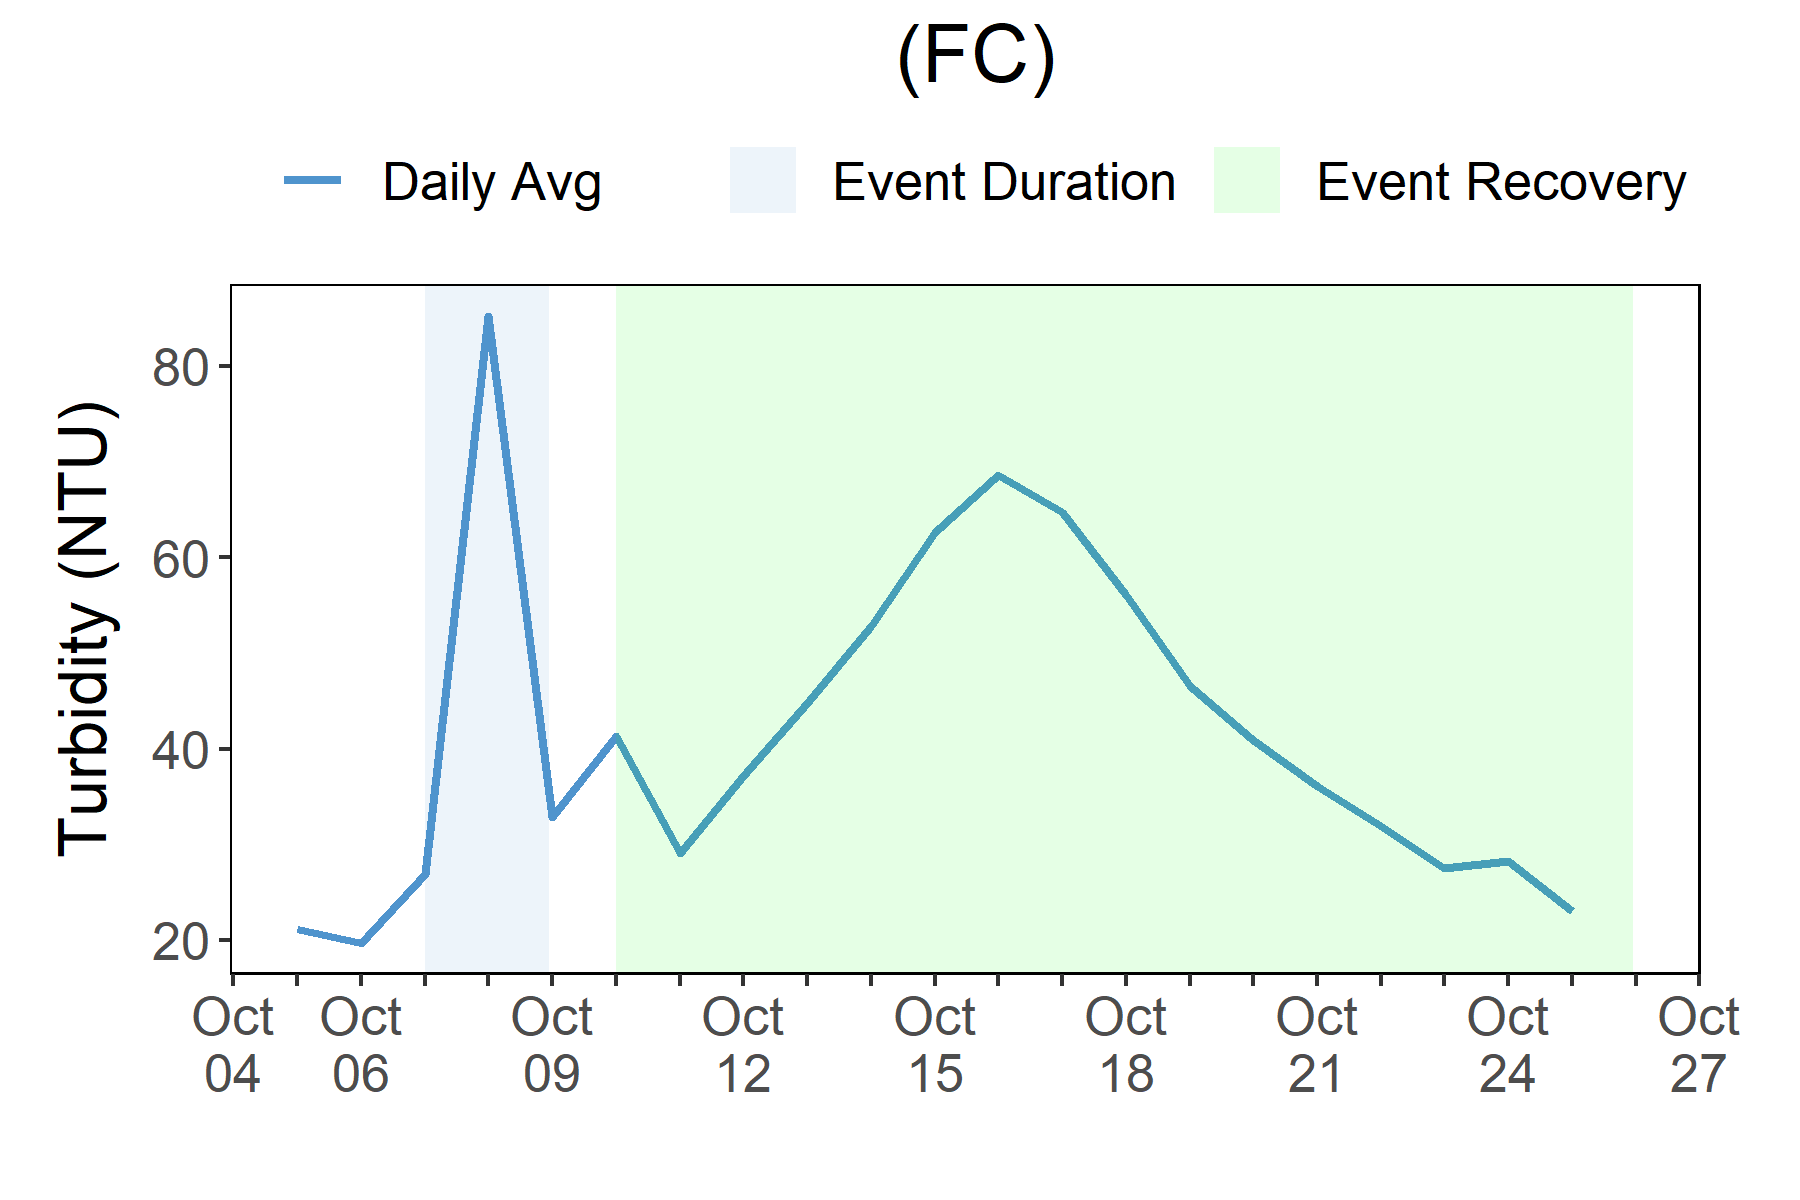 (FC)
Daily Avg Event Duration Event Recovery
Turbidity (NTU)
80
60
40
20
Oct Oct Oct Oct Oct Oct Oct Oct Oct
04 06 09 12 15 18 21 24 27